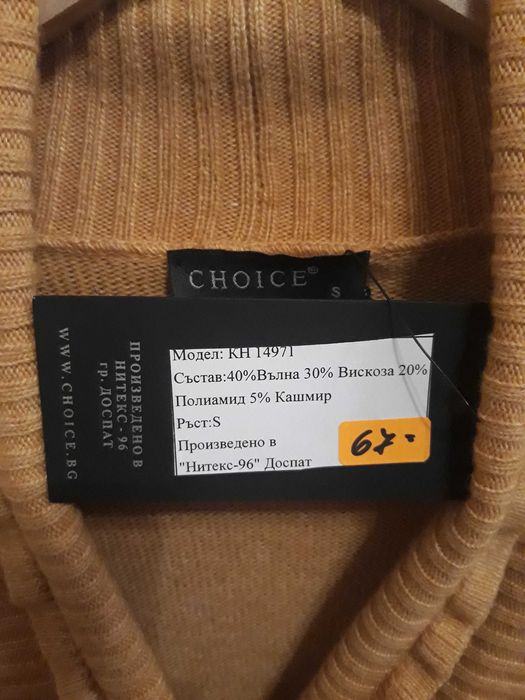 CHOICE®
S
WWW.CHOICE.BG
ПРОИЗВЕДЕНО В
НИТЕКС - 96
гр. ДОСПАТ
Модел: КН 14971
Състав:40%Вълна 30% Вискоза 20%
Полиамид 5% Кашмир
Ръст:S
Произведено в
"Нитекс-96" Доспат
67-